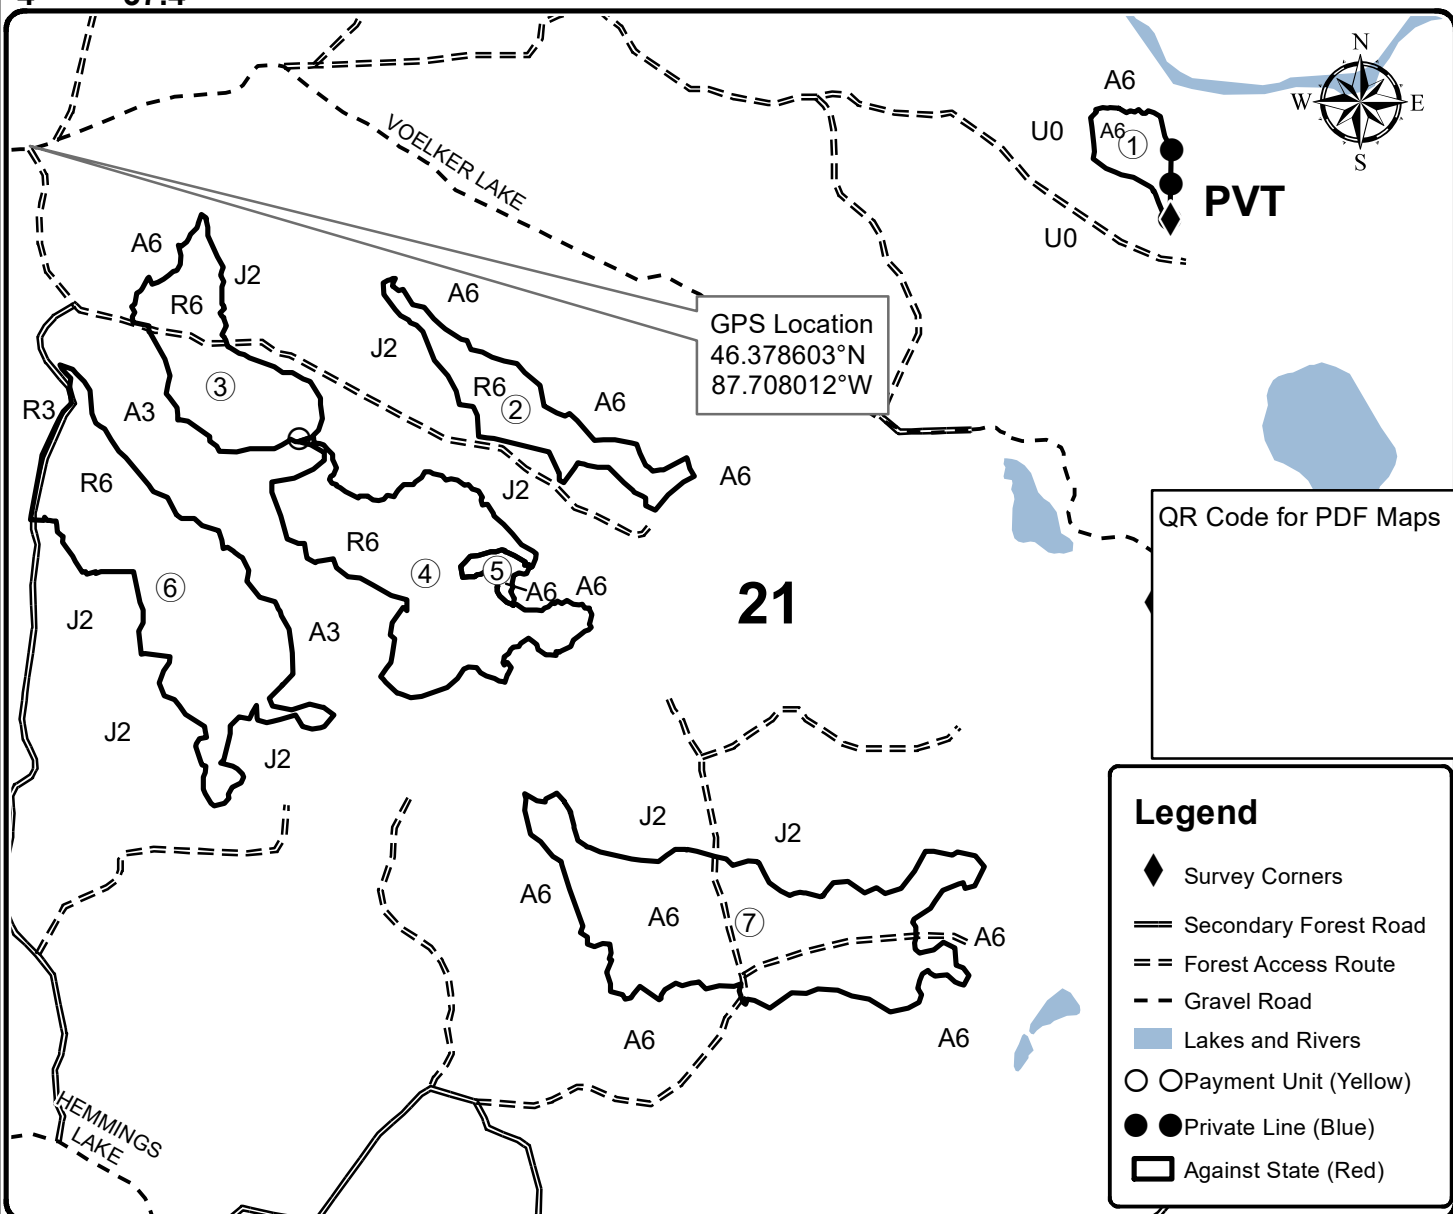 N
A6
W
E
A6
1
U0
S
VOELKER LAKE
PVT
U0
A6
J2
A6
R6
GPS Location
46.378603°N
87.708012°W
J2
3
R6
2
A6
R3
A3
A6
R6
J2
QR Code for PDF Maps
R6
4
5
A6
A6
6
21
J2
A3
J2
J2
Legend
J2
J2
Survey Corners
A6
A6
7
Secondary Forest Road
A6
Forest Access Route
Gravel Road
A6
A6
Lakes and Rivers
Payment Unit (Yellow)
HEMMINGS
LAKE
Private Line (Blue)
Against State (Red)